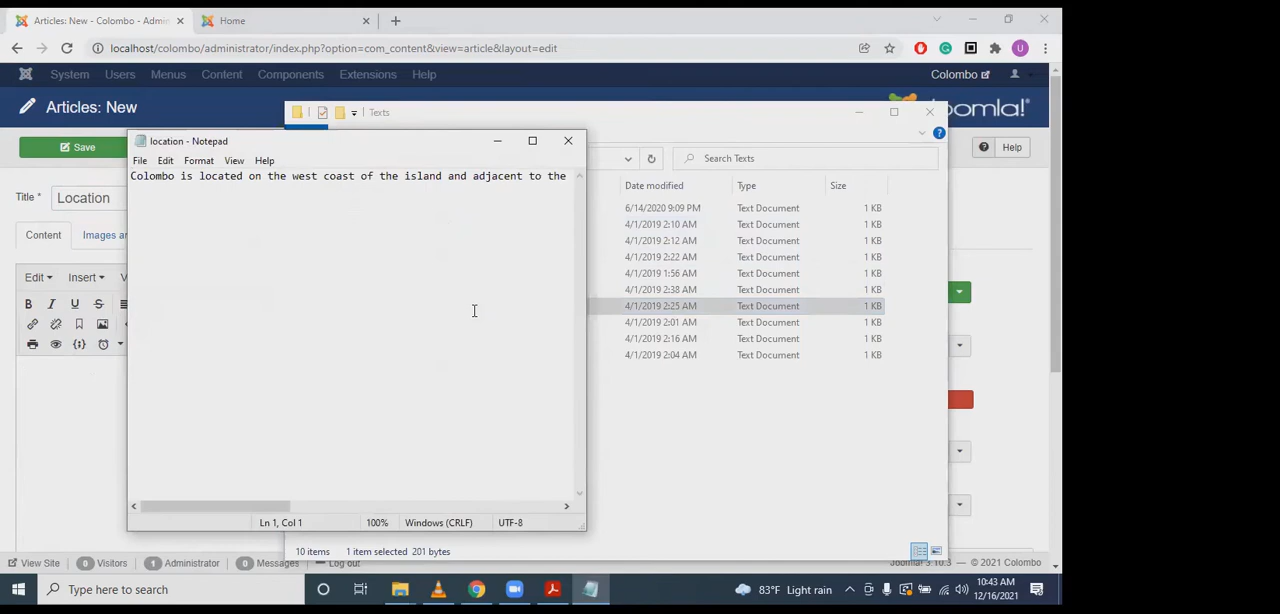 Articles: New - Colombo - Admin
Home
localhost/colombo/administrator/index.php?option=com_content&view=article&layout=edit
U
System Users Menus Content Components Extensions Help
Colombo
Articles: New
Texts
Save
location - Notepad
Help
File Edit Format View Help
Search Texts
Colombo is located on the west coast of the island and adjacent to the
Date modified Type Size
Title * Location
6/14/2020 9:09 PM Text Document 1 KB
4/1/2019 2:10 AM Text Document 1 KB
Content Images
4/1/2019 2:12 AM Text Document 1 KB
4/1/2019 2:22 AM Text Document 1 KB
Edit Insert
4/1/2019 1:56 AM Text Document 1 KB
4/1/2019 2:38 AM Text Document 1 KB
B I U S
4/1/2019 2:25 AM Text Document 1 KB
4/1/2019 2:01 AM Text Document 1 KB
4/1/2019 2:16 AM Text Document 1 KB
4/1/2019 2:04 AM Text Document 1 KB
Ln 1, Col 1 100% Windows (CRLF) UTF-8
10 items 1 item selected 201 bytes
View Site 0 Visitors 1 Administrator 0 Messages Log out Joomla! 3.10.3 — © 2021 Colombo
Type here to search
83°F Light rain
10:43 AM
12/16/2021